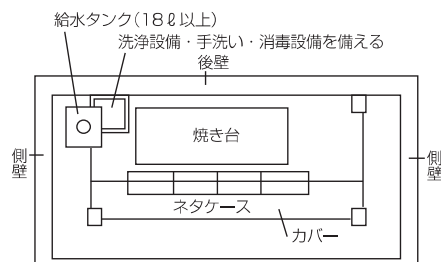 給水タンク(18ℓ以上)
洗浄設備・手洗い・消毒設備を備える
後壁
焼き台
側壁
側壁
ネタケース
カバー